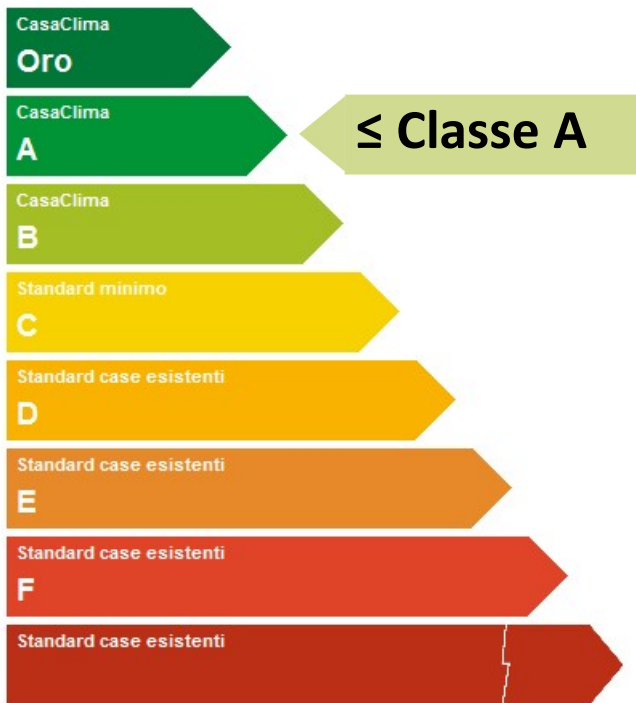 CasaClima
Oro
CasaClima
A
≤ Classe A
CasaClima
B
Standard minimo
C
Standard case esistenti
D
Standard case esistenti
E
Standard case esistenti
F
Standard case esistenti